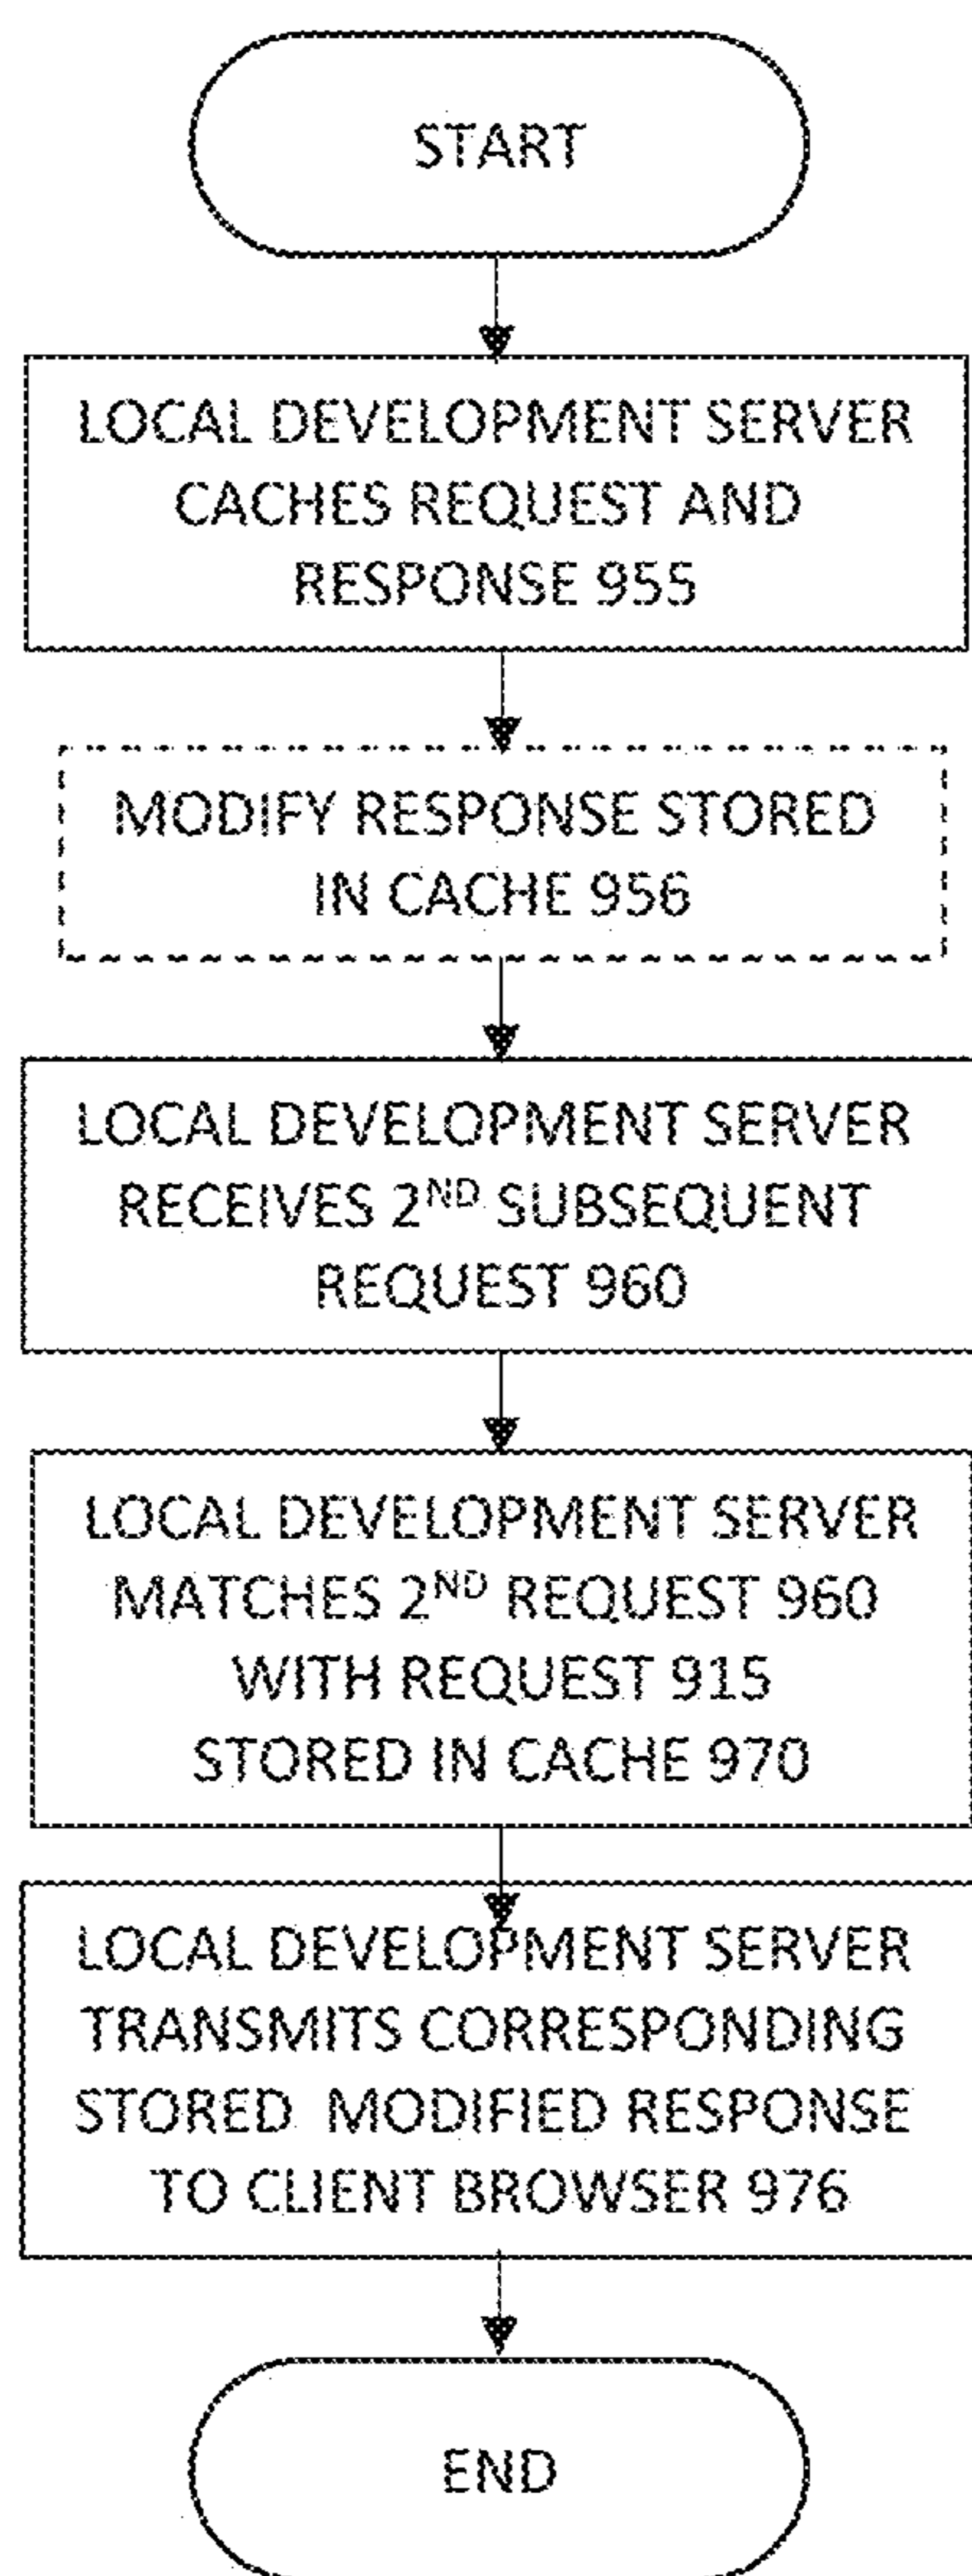 START
LOCAL DEVELOPMENT SERVER
CACHES REQUEST AND
RESPONSE 955
MODIFY RESPONSE STORED
IN CACHE 956
LOCAL DEVELOPMENT SERVER
RECEIVES 2ND SUBSEQUENT
REQUEST 960
LOCAL DEVELOPMENT SERVER
MATCHES 2ND REQUEST 960
WITH REQUEST 915
STORED IN CACHE 970
LOCAL DEVELOPMENT SERVER
TRANSMITS CORRESPONDING
STORED MODIFIED RESPONSE
TO CLIENT BROWSER 976
END